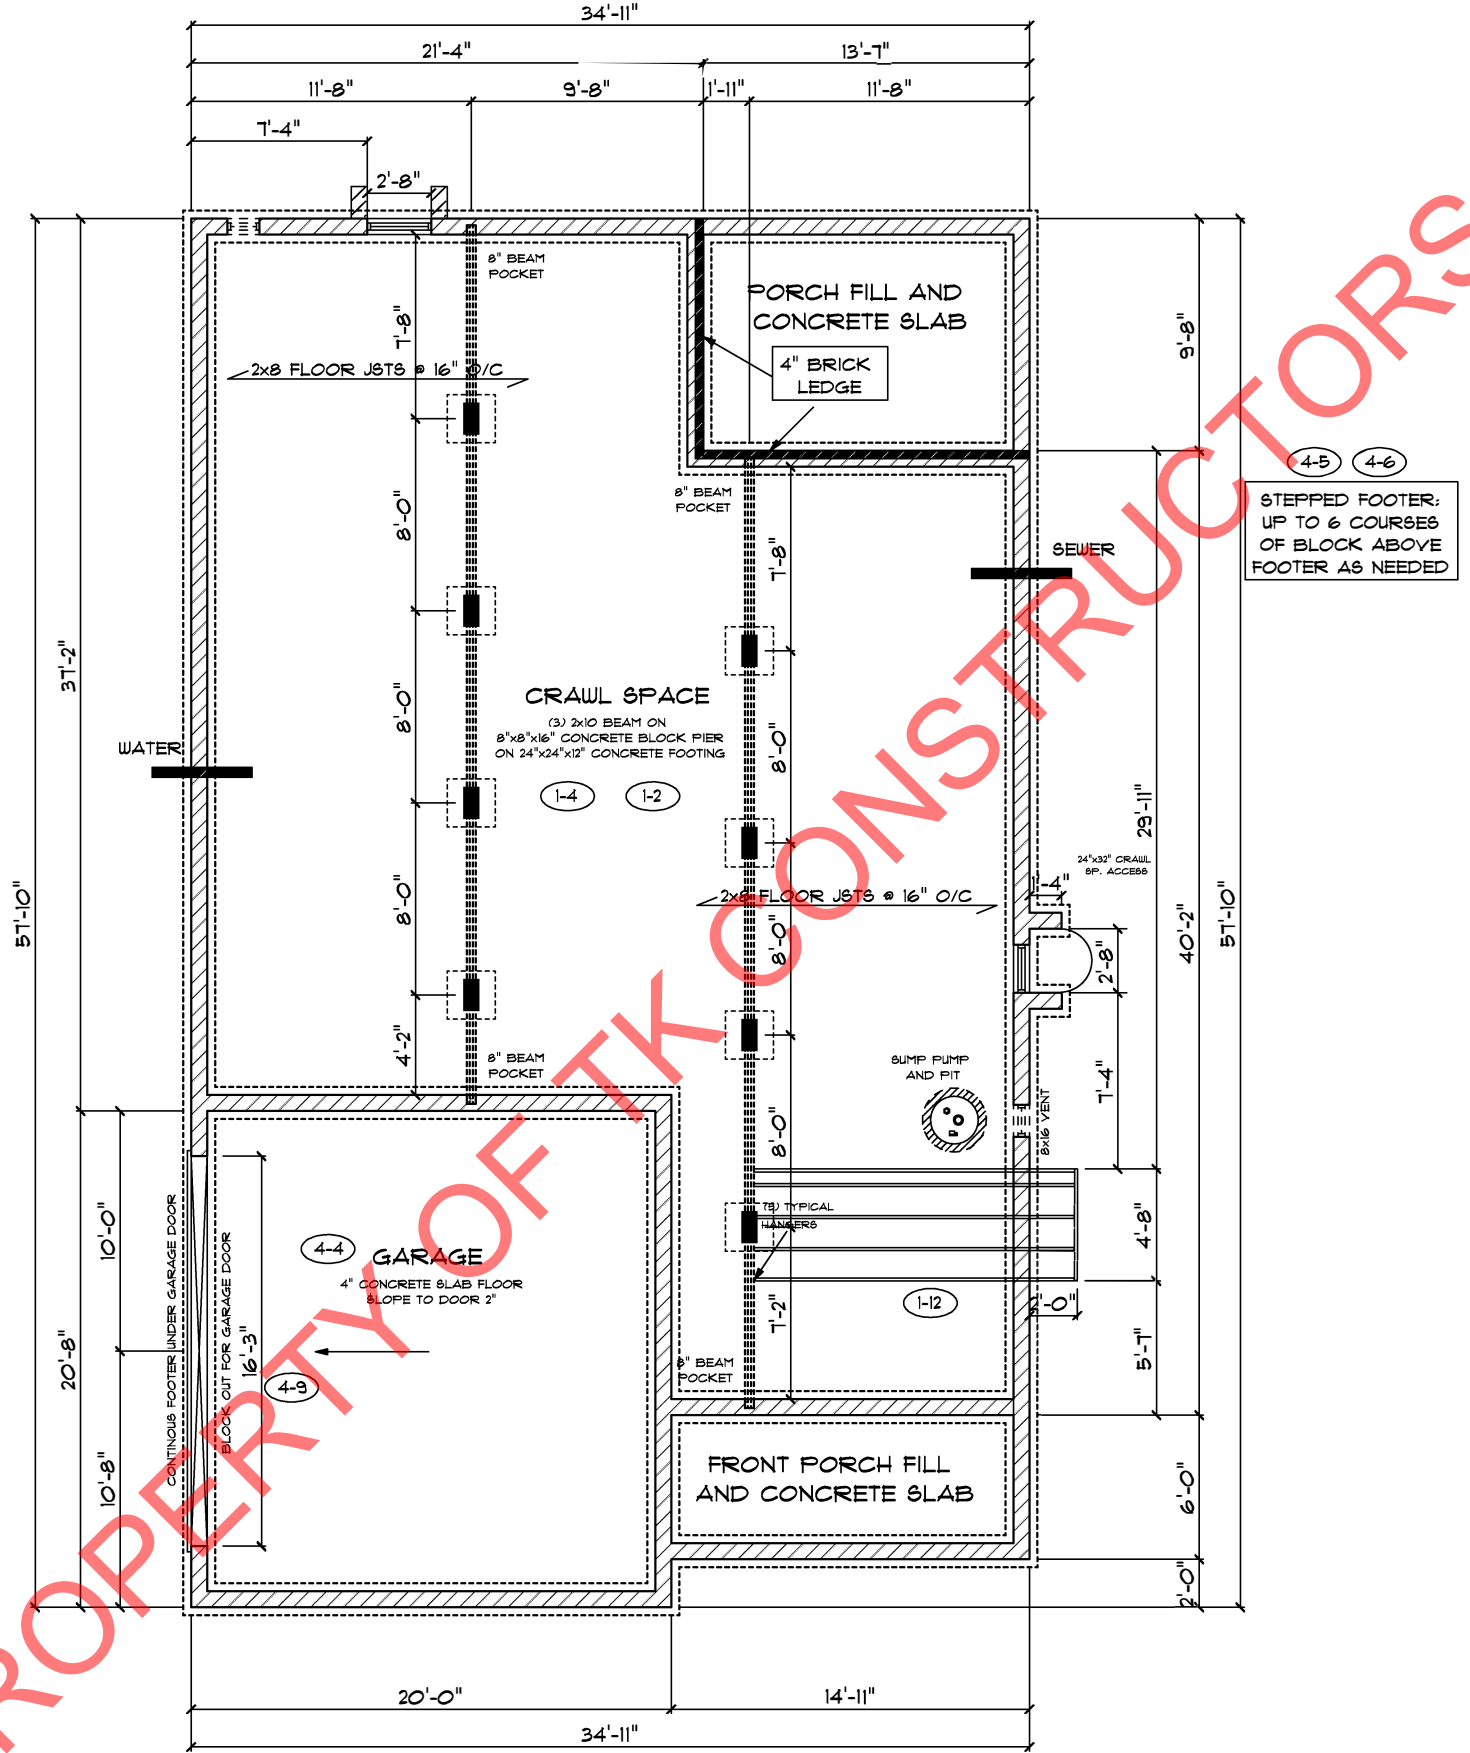 34'-11"
21'-4"
13'-7"
11'-8"
9'-8"
1'-11"
11'-8"
7'-4"
2'-8"
8" BEAM
POCKET
7'-8"
2x8 FLOOR JSTS @ 16" O/C
PORCH FILL AND
CONCRETE SLAB
4" BRICK
LEDGE
9'-8"
4-5
4-6
STEPPED FOOTER:
UP TO 6 COURSES
OF BLOCK ABOVE
FOOTER AS NEEDED
8" BEAM
POCKET
8'-0"
7'-8"
SEWER
37'-2"
8'-0"
CRAWL SPACE
(3) 2x10 BEAM ON
8"x8"x16" CONCRETE BLOCK PIER
ON 24"x24"x12" CONCRETE FOOTING
1-4
1-2
8'-0"
WATER
29'-11"
24"x32" CRAWL
SP. ACCESS
1'-4"
57'-10"
8'-0"
2x8 FLOOR JSTS @ 16" O/C
8'-0"
40'-2"
57'-10"
2'-8"
4'-2"
8" BEAM
POCKET
SUMP PUMP
AND PIT
7'-4"
8'-0"
8x16 VENT
10'-0"
CONTINOUS FOOTER UNDER GARAGE DOOR
BLOCK OUT FOR GARAGE DOOR
16'-3"
4-4
GARAGE
4" CONCRETE SLAB FLOOR
SLOPE TO DOOR 2"
4-9
(5) TYPICAL
HANGERS
4'-8"
1-12
2'-0"
7'-2"
5'-7"
20'-8"
8" BEAM
POCKET
10'-8"
FRONT PORCH FILL
AND CONCRETE SLAB
6'-0"
2'-0"
20'-0"
14'-11"
34'-11"
ROPERTY OF TK CONSTRUCTORS